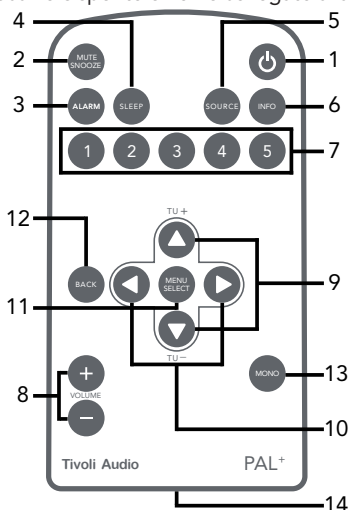 4
5
MUTE
SNOOZE
2
1
3
ALARM
SLEEP
SOURCE
INFO
6
1 2 3 4 5
7
TU+
12
BACK
MENU
SELECT
9
11
TU−
+
8
VOLUME
−
MONO
13
10
Tivoli Audio
PAL+
14